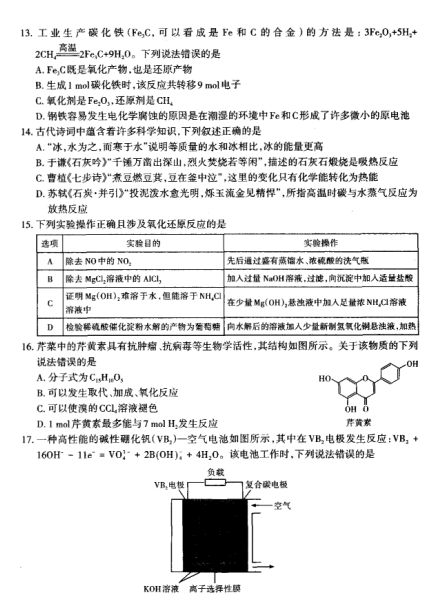 13. 工业生产碳化铁(Fe₃C,可以看成是 Fe 和 C 的合金)的方法是:3Fe₂O₃+5H₂+
2CH₄═高温═2Fe₃C+9H₂O。下列说法错误的是
A. Fe₃C既是氧化产物,也是还原产物
B. 生成1 mol碳化铁时,该反应共转移9 mol电子
C. 氧化剂是Fe₂O₃,还原剂是CH₄
D. 钢铁容易发生电化学腐蚀的原因是在潮湿的环境中Fe和C形成了许多微小的原电池
14. 古代诗词中蕴含着许多科学知识,下列叙述正确的是
A. “冰,水为之,而寒于水”说明等质量的水和冰相比,冰的能量更高
B. 于谦《石灰吟》“千锤万凿出深山,烈火焚烧若等闲”,描述的石灰石煅烧是吸热反应
C. 曹植《七步诗》“煮豆燃豆萁,豆在釜中泣”,这里的变化只有化学能转化为热能
D. 苏轼《石炭·并引》“投泥泼水愈光明,烁玉流金见精悍”,所指高温时碳与水蒸气反应为
放热反应
15. 下列实验操作正确且涉及氧化还原反应的是
选项 实验目的 实验操作
A 除去NO中的NO₂ 先后通过盛有蒸馏水、浓硫酸的洗气瓶
B 除去MgCl₂溶液中的AlCl₃ 加入过量NaOH溶液,过滤,向沉淀中加入适量盐酸
C 证明Mg(OH)₂难溶于水,但能溶于NH₄Cl
溶液中 在少量Mg(OH)₂悬浊液中加入足量浓NH₄Cl溶液
D 检验稀硫酸催化淀粉水解的产物为葡萄糖 向水解后的溶液加入少量新制氢氧化铜悬浊液,加热
16. 芹菜中的芹黄素具有抗肿瘤、抗病毒等生物学活性,其结构如图所示。关于该物质的下列
说法错误的是
A. 分子式为C₁₅H₁₀O₅
B. 可以发生取代、加成、氧化反应
C. 可以使溴的CCl₄溶液褪色
D. 1 mol芹黄素最多能与7 mol H₂发生反应
OH
HO
O
OH O
芹黄素
17. 一种高性能的碱性硼化钒(VB₂)—空气电池如图所示,其中在VB₂电极发生反应:VB₂ +
16OH⁻ − 11e⁻ = VO₄³⁻ + 2B(OH)₄⁻ + 4H₂O。该电池工作时,下列说法错误的是
负载
VB₂电极 复合碳电极
空气
KOH溶液 离子选择性膜